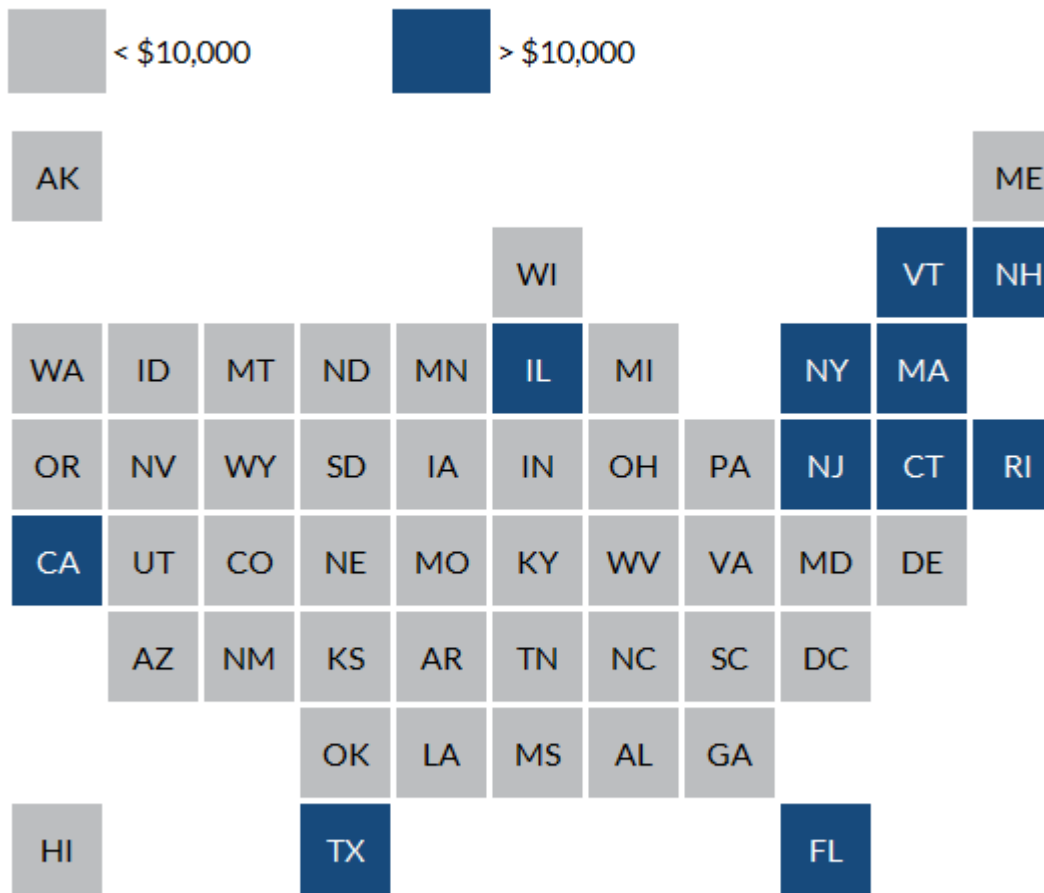 < $10,000 > $10,000
AK ME
WI VT NH
WA ID MT ND MN IL MI NY MA
OR NV WY SD IA IN OH PA NJ CT RI
CA UT CO NE MO KY WV VA MD DE
AZ NM KS AR TN NC SC DC
OK LA MS AL GA
HI TX FL